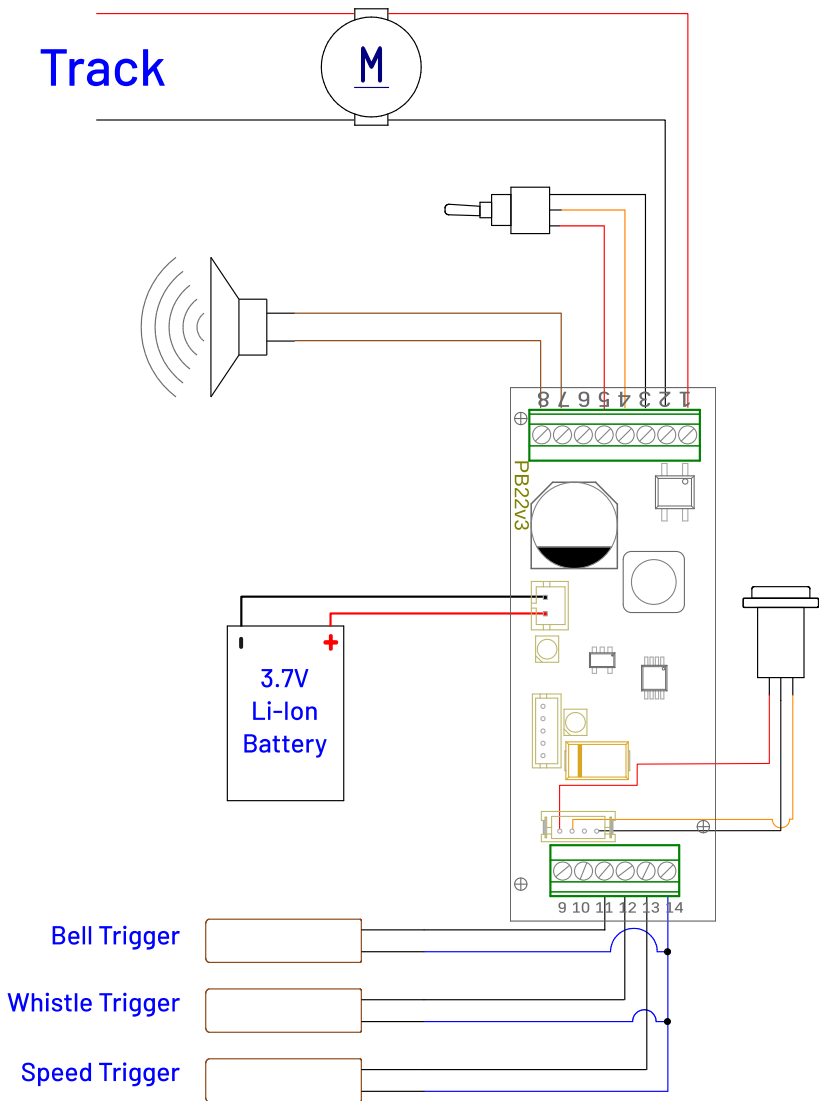 Track
M
8 7 6 5 4 3 2 1
PB22v3
-
+
3.7V
Li-Ion
Battery
9 10 11 12 13 14
Bell Trigger
Whistle Trigger
Speed Trigger